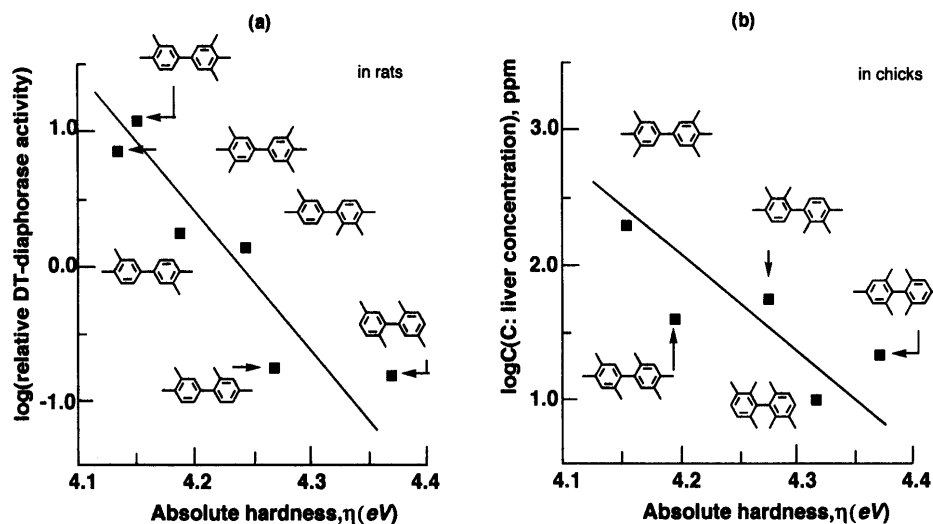 (a)
in rats
log(relative DT-diaphorase activity)
1.0
0.0
-1.0
4.1 4.2 4.3 4.4
Absolute hardness,η(eV)
(b)
in chicks
logC(C: liver concentration), ppm
3.0
2.0
1.0
4.1 4.2 4.3 4.4
Absolute hardness,η(eV)